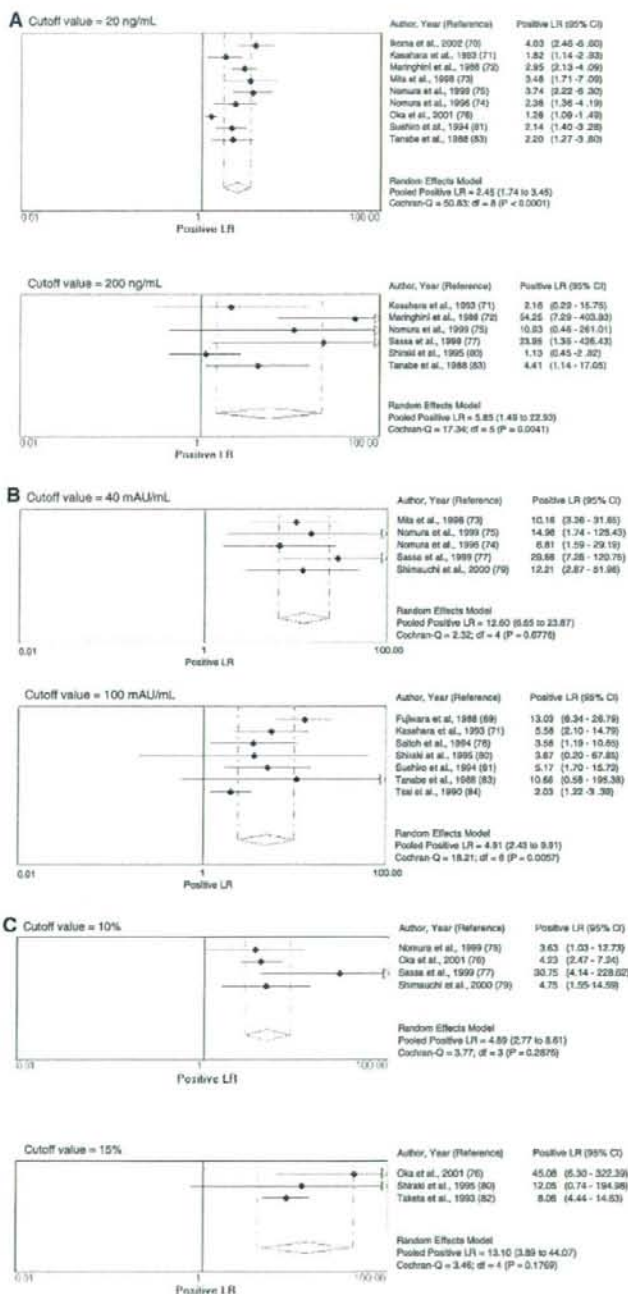 A
Cutoff value = 20 ng/mL
Author, Year (Reference) Positive LR (95% CI)
Ikoma et al., 2002 (70) 4.03 (2.46 -6.60)
Kasahara et al., 1993 (71) 1.82 (1.14 -2.93)
Maringhini et al., 1988 (72) 2.95 (2.13 -4.09)
Mita et al., 1998 (73) 3.48 (1.71 -7.09)
Nomura et al., 1999 (75) 3.74 (2.22 -6.30)
Nomura et al., 1996 (74) 2.38 (1.36 -4.19)
Oka et al., 2001 (76) 1.28 (1.09 -1.49)
Suehiro et al., 1994 (81) 2.14 (1.40 -3.28)
Tanabe et al., 1988 (83) 2.20 (1.27 -3.80)
Random Effects Model
Pooled Positive LR = 2.45 (1.74 to 3.45)
Cochran-Q = 50.83; df = 8 (P < 0.0001)
0.01 1 100.00
Positive LR
Cutoff value = 200 ng/mL
Author, Year (Reference) Positive LR (95% CI)
Kasahara et al., 1993 (71) 2.16 (0.29 - 15.75)
Maringhini et al., 1988 (72) 54.25 (7.29 - 403.93)
Nomura et al., 1999 (75) 10.93 (0.46 -261.01)
Sassa et al., 1999 (77) 23.95 (1.35 -426.43)
Shiraki et al., 1995 (80) 1.13 (0.45 -2.82)
Tanabe et al., 1988 (83) 4.41 (1.14 -17.05)
Random Effects Model
Pooled Positive LR = 5.85 (1.49 to 22.93)
Cochran-Q = 17.34; df = 5 (P = 0.0041)
0.01 1 100.00
Positive LR
B
Cutoff value = 40 mAU/mL
Author, Year (Reference) Positive LR (95% CI)
Mita et al., 1998 (73) 10.16 (3.26 - 31.65)
Nomura et al., 1999 (75) 14.98 (1.74 - 128.43)
Nomura et al., 1996 (74) 6.81 (1.59 - 29.19)
Sassa et al., 1999 (77) 29.68 (7.28 - 120.75)
Shimauchi et al., 2000 (79) 12.21 (2.87 - 51.98)
Random Effects Model
Pooled Positive LR = 12.60 (6.65 to 23.87)
Cochran-Q = 2.32; df = 4 (P = 0.6776)
0.01 1 100.00
Positive LR
Cutoff value = 100 mAU/mL
Author, Year (Reference) Positive LR (95% CI)
Fujiwara et al., 1988 (69) 13.03 (6.34 - 26.79)
Kasahara et al., 1993 (71) 5.58 (2.10 - 14.79)
Saitoh et al., 1994 (78) 3.58 (1.19 - 10.85)
Shiraki et al., 1995 (80) 3.67 (0.20 - 67.85)
Suehiro et al., 1994 (81) 5.17 (1.70 - 15.72)
Tanabe et al., 1988 (83) 10.66 (0.58 - 195.38)
Tsai et al., 1990 (84) 2.03 (1.22 -3 .39)
Random Effects Model
Pooled Positive LR = 4.91 (2.43 to 9.91)
Cochran-Q = 18.21; df = 6 (P = 0.0057)
0.01 1 100.00
Positive LR
C
Cutoff value = 10%
Author, Year (Reference) Positive LR (95% CI)
Nomura et al., 1999 (75) 3.63 (1.03 - 12.73)
Oka et al., 2001 (76) 4.23 (2.47 - 7.24)
Sassa et al., 1999 (77) 30.75 (4.14 - 228.62)
Shimauchi et al., 2000 (79) 4.75 (1.55-14.59)
Random Effects Model
Pooled Positive LR = 4.89 (2.77 to 8.61)
Cochran-Q = 3.77; df = 3 (P = 0.2875)
0.01 1 100.00
Positive LR
Cutoff value = 15%
Author, Year (Reference) Positive LR (95% CI)
Oka et al., 2001 (76) 45.08 (6.30 - 322.39)
Shiraki et al., 1995 (80) 12.05 (0.74 - 194.98)
Taketa et al., 1993 (82) 8.06 (4.44 - 14.63)
Random Effects Model
Pooled Positive LR = 13.10 (3.89 to 44.07)
Cochran-Q = 3.46; df = 4 (P = 0.1769)
0.01 1 100.00
Positive LR